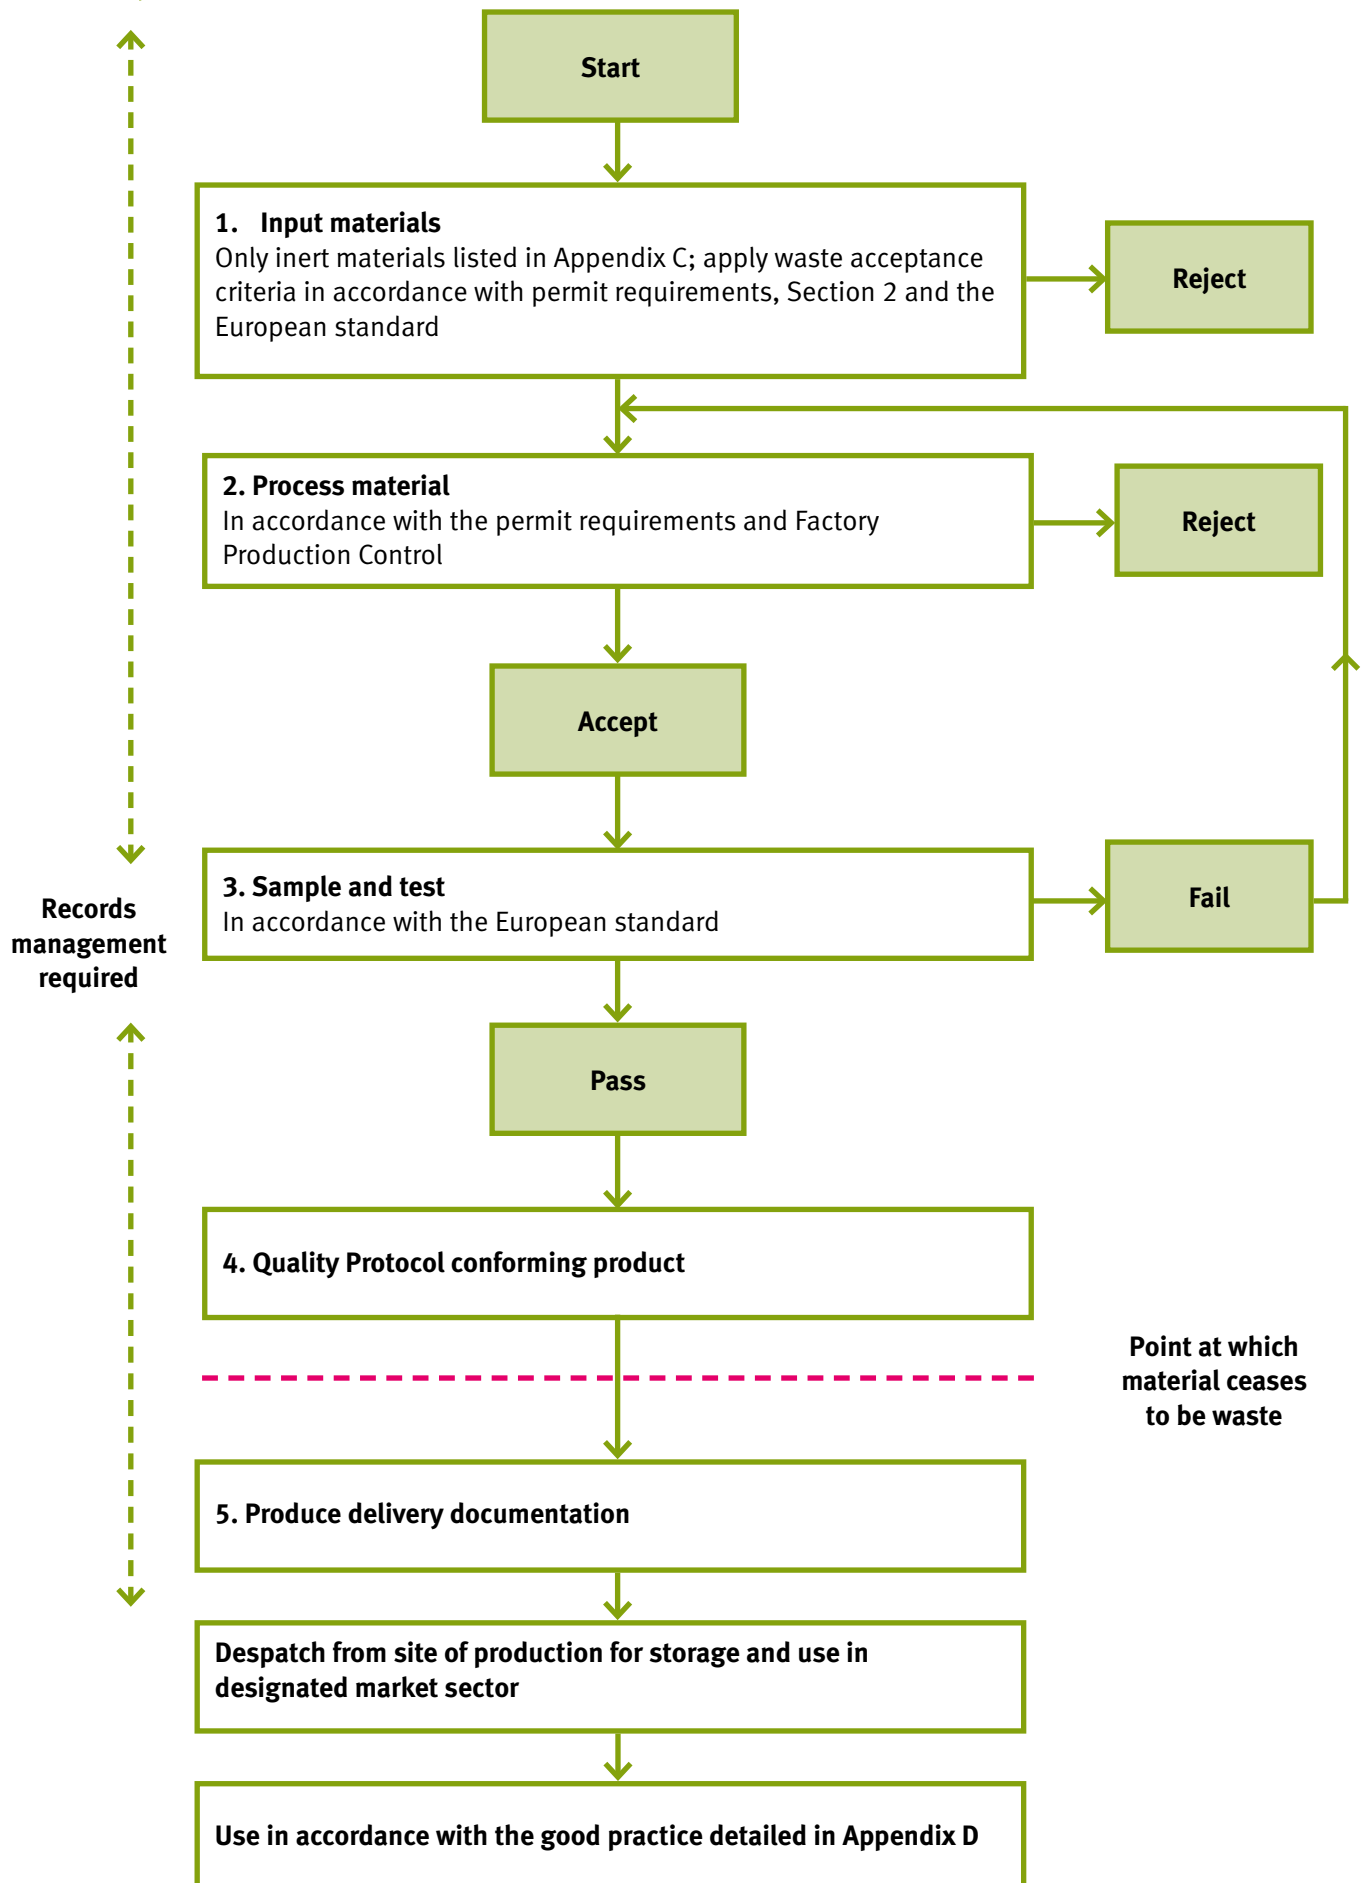 Start
1. Input materials
Only inert materials listed in Appendix C; apply waste acceptance
criteria in accordance with permit requirements, Section 2 and the
European standard
Reject
2. Process material
In accordance with the permit requirements and Factory
Production Control
Reject
Accept
3. Sample and test
In accordance with the European standard
Fail
Records
management
required
Pass
4. Quality Protocol conforming product
Point at which
material ceases
to be waste
5. Produce delivery documentation
Despatch from site of production for storage and use in
designated market sector
Use in accordance with the good practice detailed in Appendix D